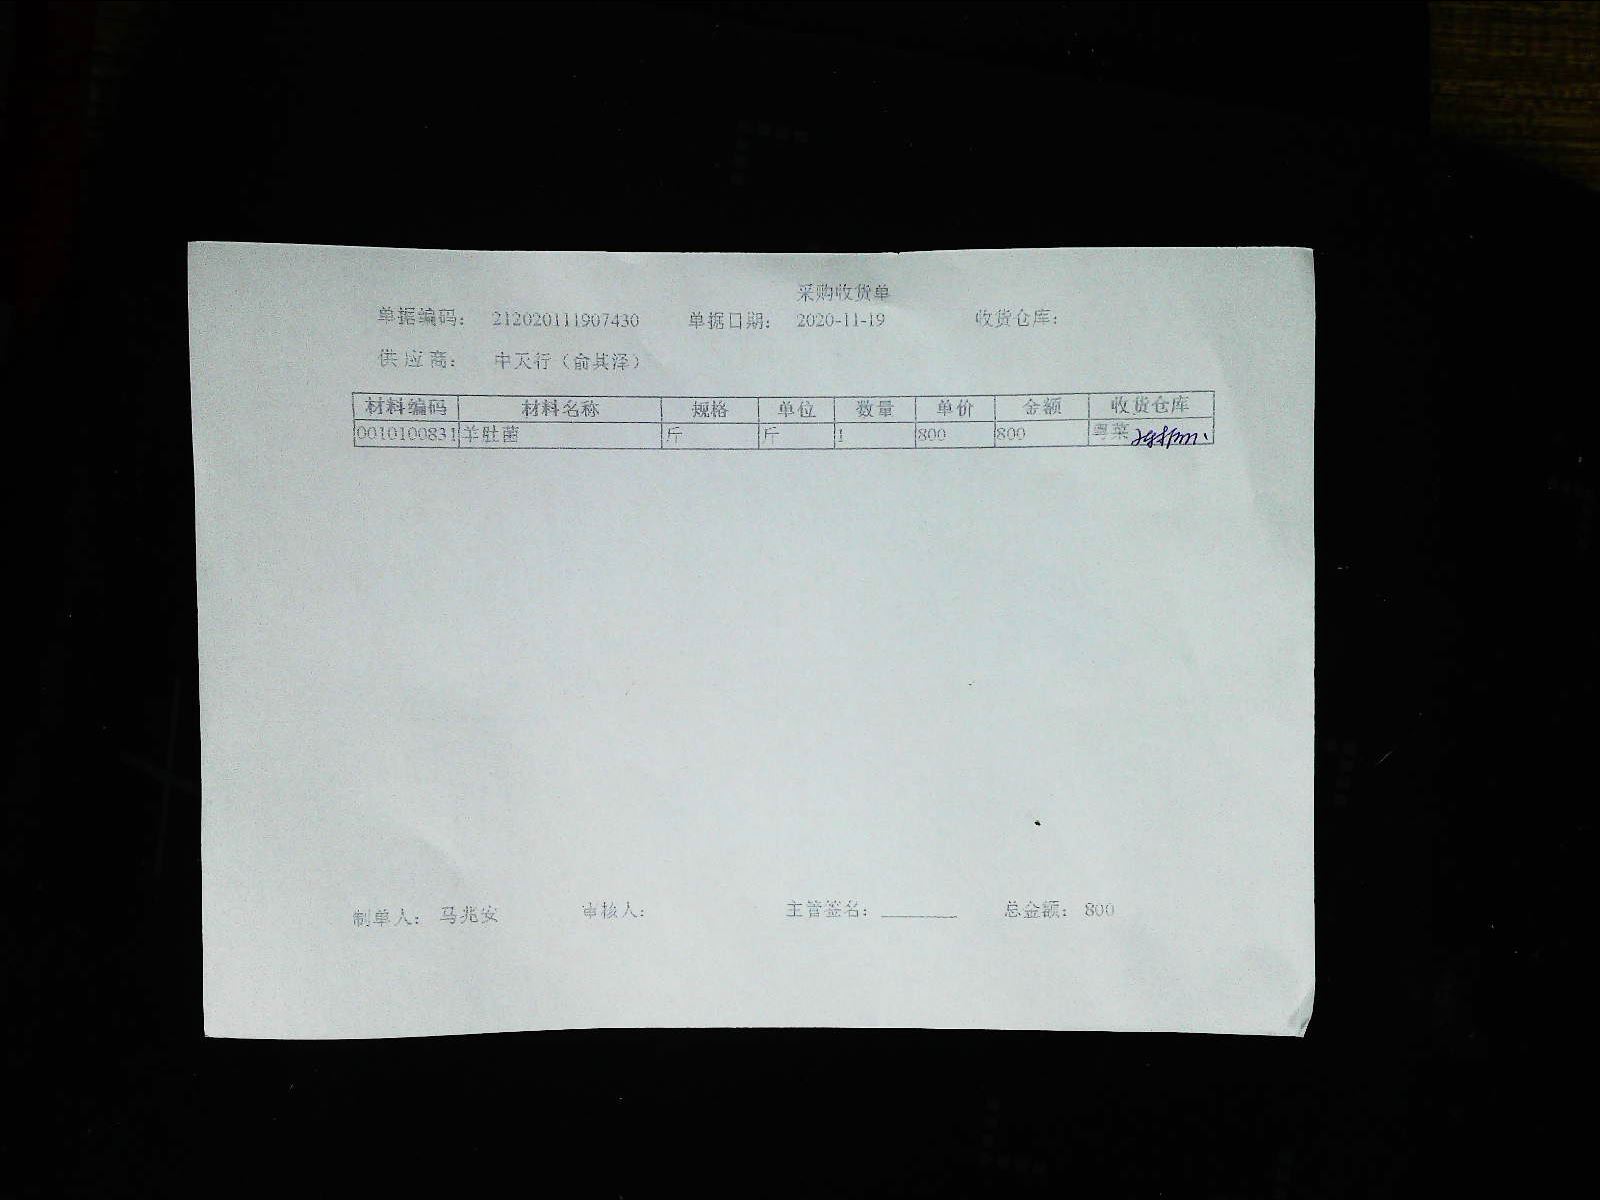 采购收货单
单据编码： 212020111907430 单据日期： 2020-11-19 收货仓库：
供应商： 中天行（俞其泽）
材料编码 材料名称 规格 单位 数量 单价 金额 收货仓库
0010100831 羊肚菌 斤 斤 1 800 800 粤菜
制单人： 马兆安 审核人： 主管签名：________ 总金额： 800